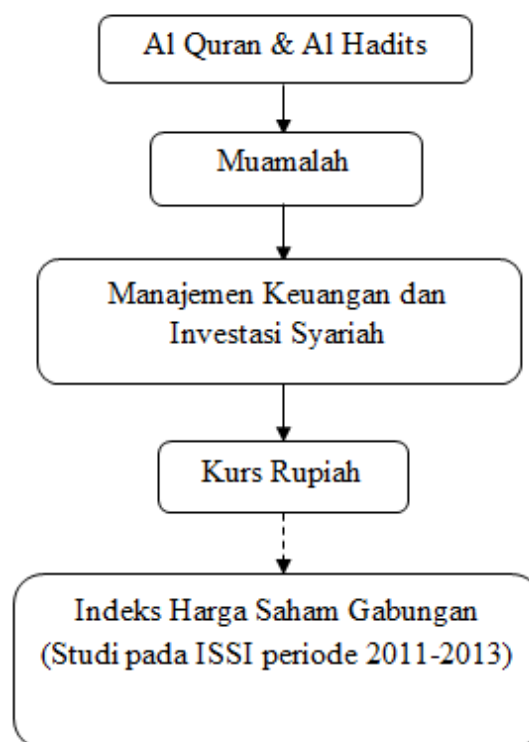 Al Quran & Al Hadits
Muamalah
Manajemen Keuangan dan
Investasi Syariah
Kurs Rupiah
Indeks Harga Saham Gabungan
(Studi pada ISSI periode 2011-2013)